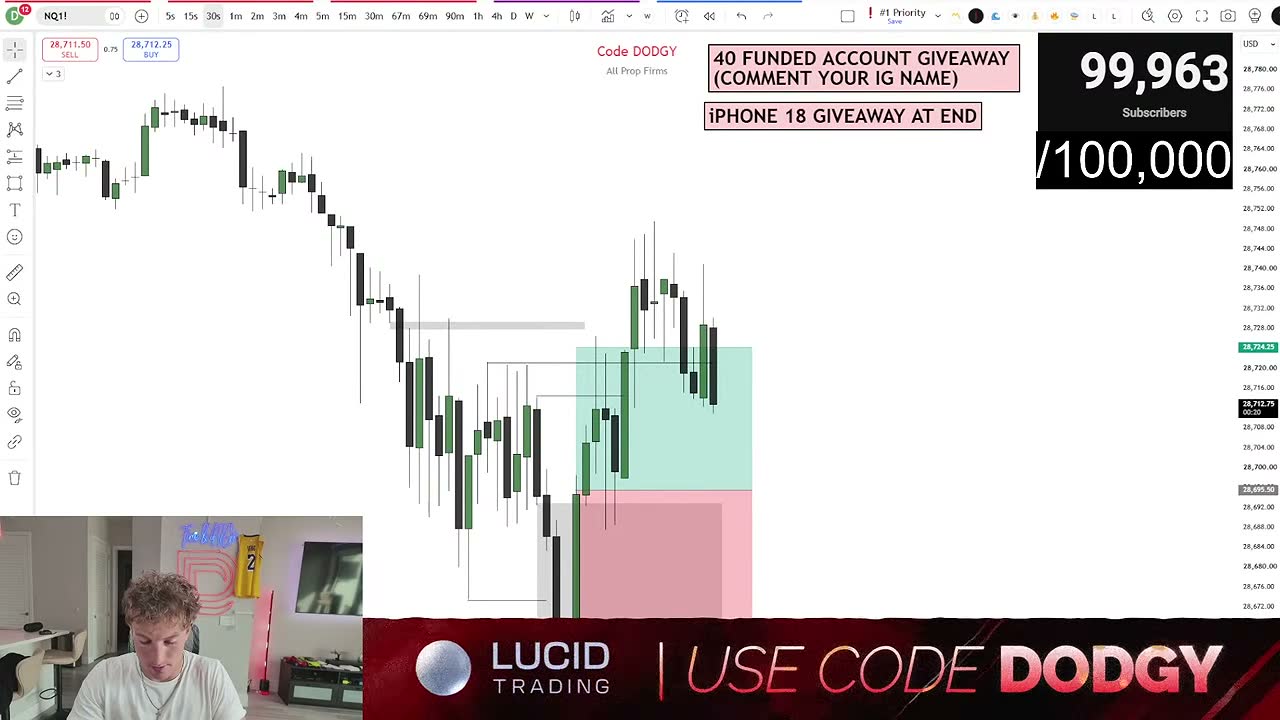 D
12
NQ1!
5s 15s 30s 1m 2m 3m 4m 5m 15m 30m 67m 69m 90m 1h 4h D W
w
#1 Priority
Save
L L
28,711.50
SELL
0.75
28,712.25
BUY
3
Code DODGY
All Prop Firms
40 FUNDED ACCOUNT GIVEAWAY
(COMMENT YOUR IG NAME)
iPHONE 18 GIVEAWAY AT END
99,963
Subscribers
/100,000
USD
28,780.00
28,776.00
28,772.00
28,768.00
28,764.00
28,760.00
28,756.00
28,752.00
28,748.00
28,744.00
28,740.00
28,736.00
28,732.00
28,728.00
28,724.25
28,720.00
28,716.00
28,712.75
00:20
28,708.00
28,704.00
28,700.00
28,695.50
28,692.00
28,688.00
28,684.00
28,680.00
28,676.00
28,672.00
T
2
LUCID
TRADING
USE CODE DODGY